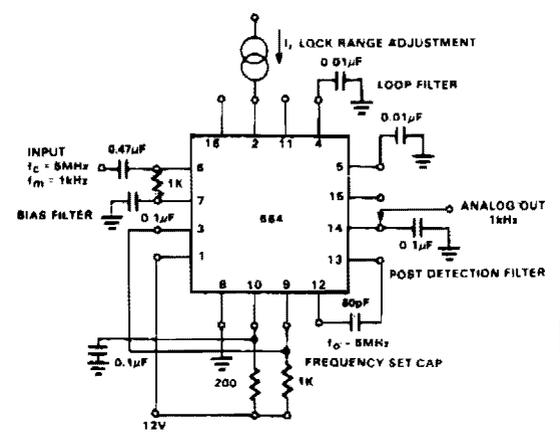 I, LOCK RANGE ADJUSTMENT
0.01µF
LOOP FILTER
16
2
11
4
0.01µF
0.47µF
INPUT
fc = 5MHz
fm = 1kHz
6
5
1K
7
15
ANALOG OUT
1kHz
BIAS FILTER
564
14
0.1µF
3
0.1µF
1
13
POST DETECTION FILTER
8
10
9
12
80pF
fo - 5MHz
0.1µF
FREQUENCY SET CAP
200
1K
12V